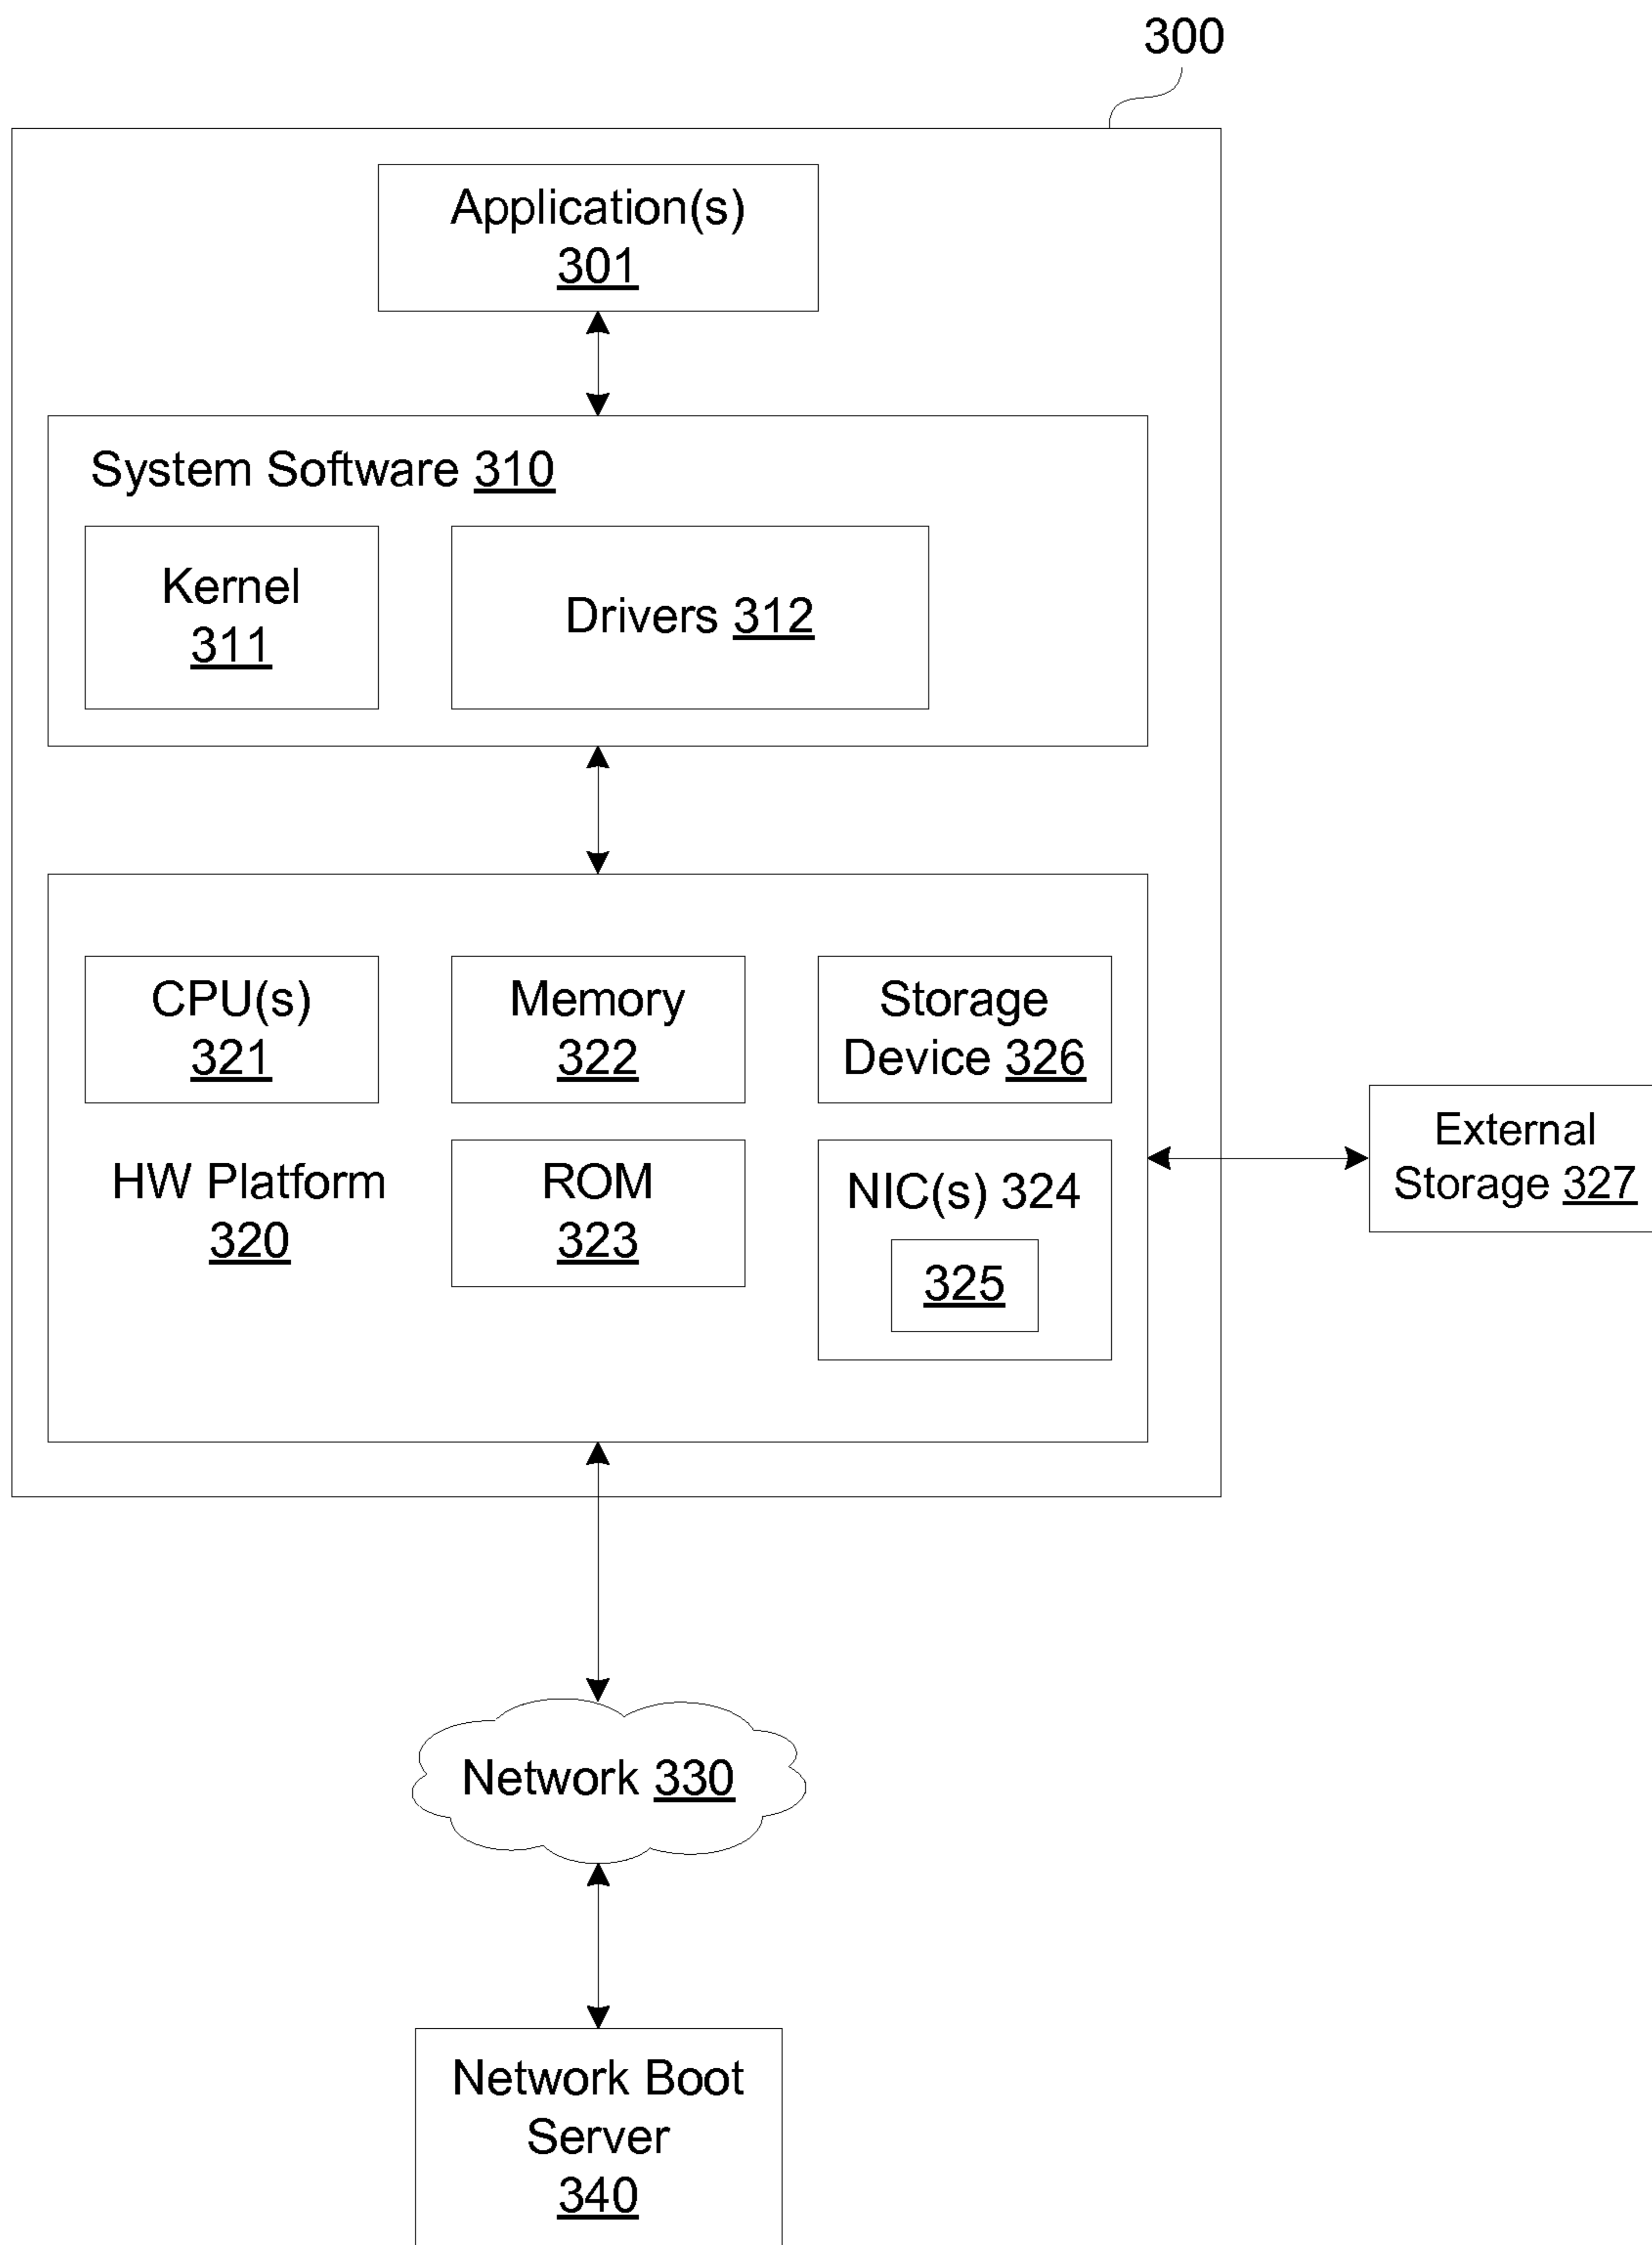 300
Application(s)
301
System Software 310
Kernel
311
Drivers 312
CPU(s)
321
Memory
322
Storage
Device 326
HW Platform
320
ROM
323
NIC(s) 324
325
External
Storage 327
Network 330
Network Boot
Server
340